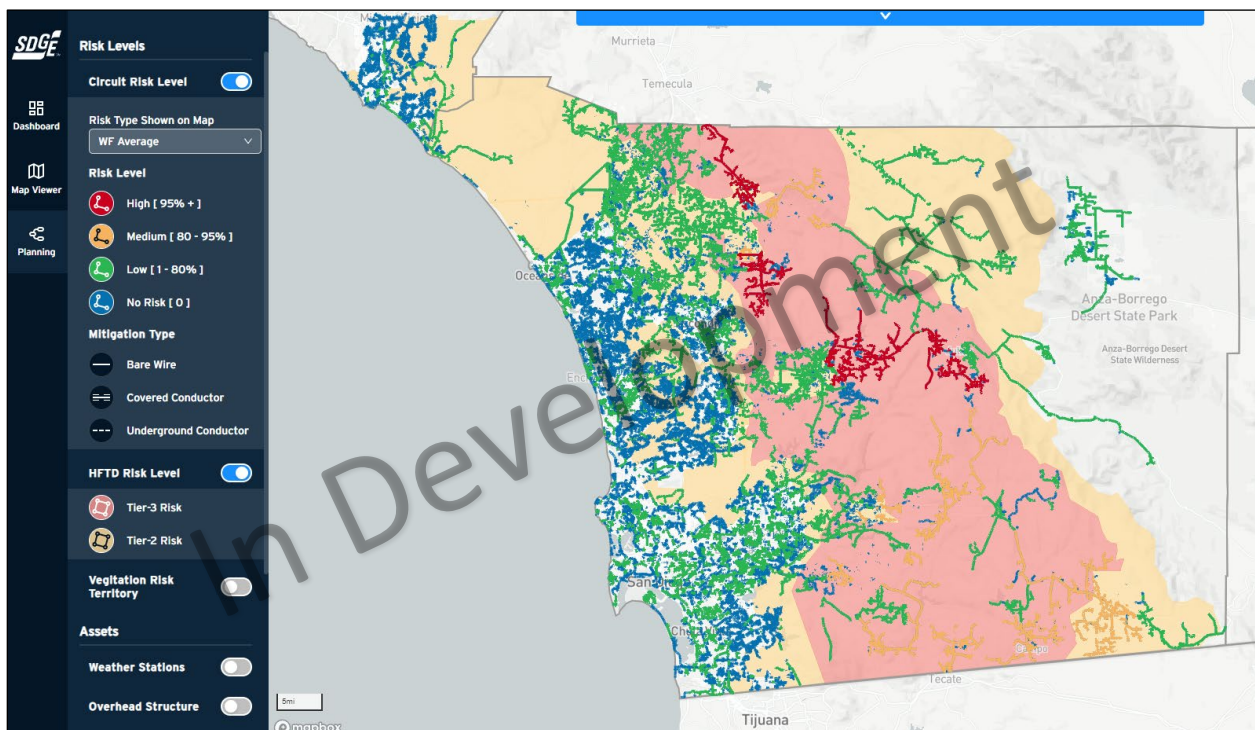 SDGE
Dashboard
Map Viewer
Planning
Risk Levels
Circuit Risk Level
Risk Type Shown on Map
WF Average
Risk Level
High [ 95% + ]
Medium [ 80 - 95% ]
Low [ 1 - 80% ]
No Risk [ 0 ]
Mitigation Type
Bare Wire
Covered Conductor
Underground Conductor
HFTD Risk Level
Tier-3 Risk
Tier-2 Risk
Vegitation Risk
Territory
Assets
Weather Stations
Overhead Structure
Murrieta
Temecula
Anza-Borrego
Desert State Park
Anza-Borrego Desert
State Wilderness
In Development
Campo
Tecate
Tijuana
5mi
mapbox